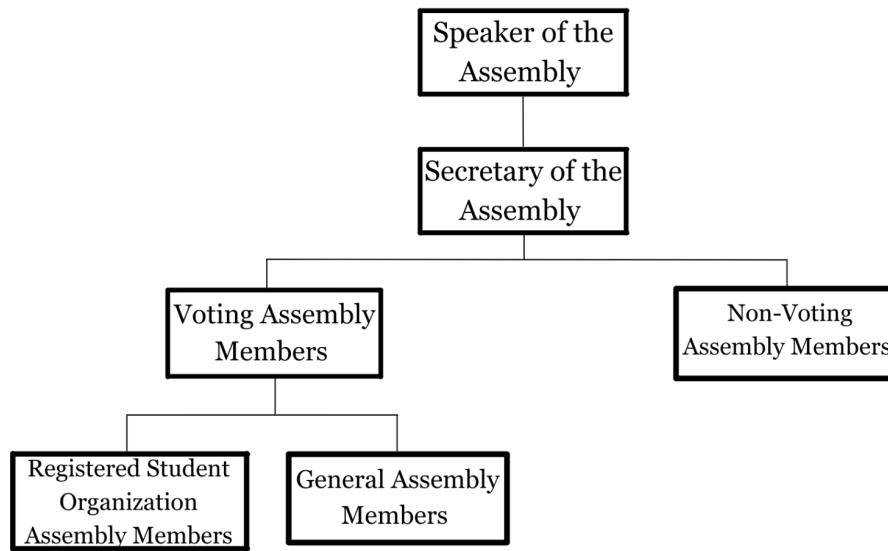 Speaker of the
Assembly
Secretary of the
Assembly
Voting Assembly
Members
Non-Voting
Assembly Members
Registered Student
Organization
Assembly Members
General Assembly
Members